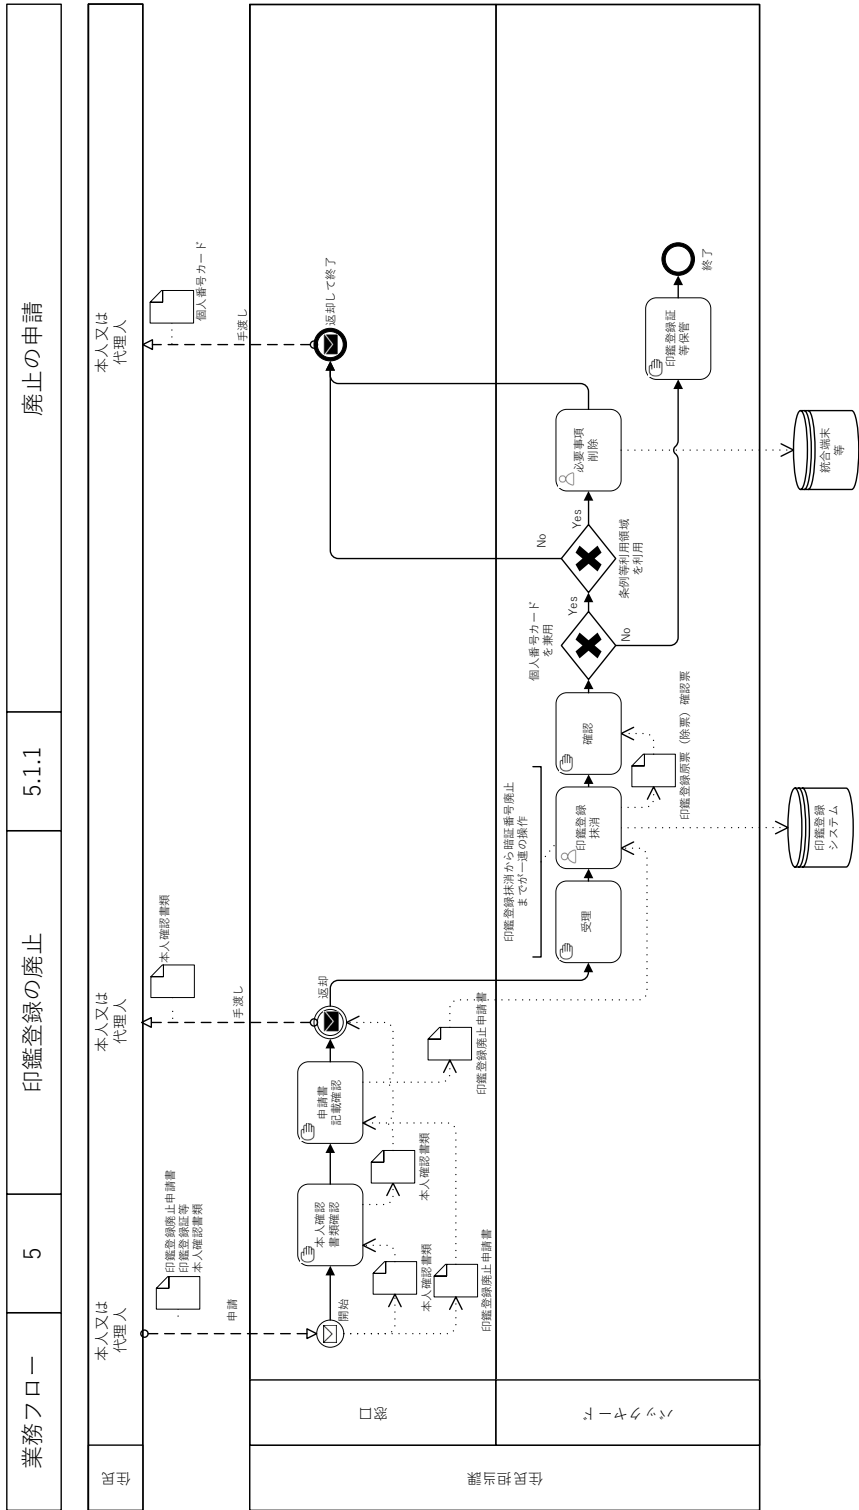 業務フロー
5
印鑑登録の廃止
5.1.1
廃止の申請
住民
本人又は
代理人
本人又は
代理人
本人又は
代理人
印鑑登録廃止申請書
印鑑登録証等
本人確認書類
申請
本人確認書類
手渡し
個人番号カード
手渡し
住民担当課
窓口
開始
本人確認
書類確認
申請書
記載確認
返却
返却して終了
本人確認書類
印鑑登録廃止申請書
本人確認書類
印鑑登録廃止申請書
バックヤード
印鑑登録抹消から暗証番号廃止
までが一連の操作
受理
印鑑登録
抹消
確認
印鑑登録原票（除票）確認票
個人番号カード
を兼用
Yes
No
条例等利用領域
を利用
Yes
No
必要事項
削除
印鑑登録証
等保管
終了
印鑑登録
システム
統合端末
等